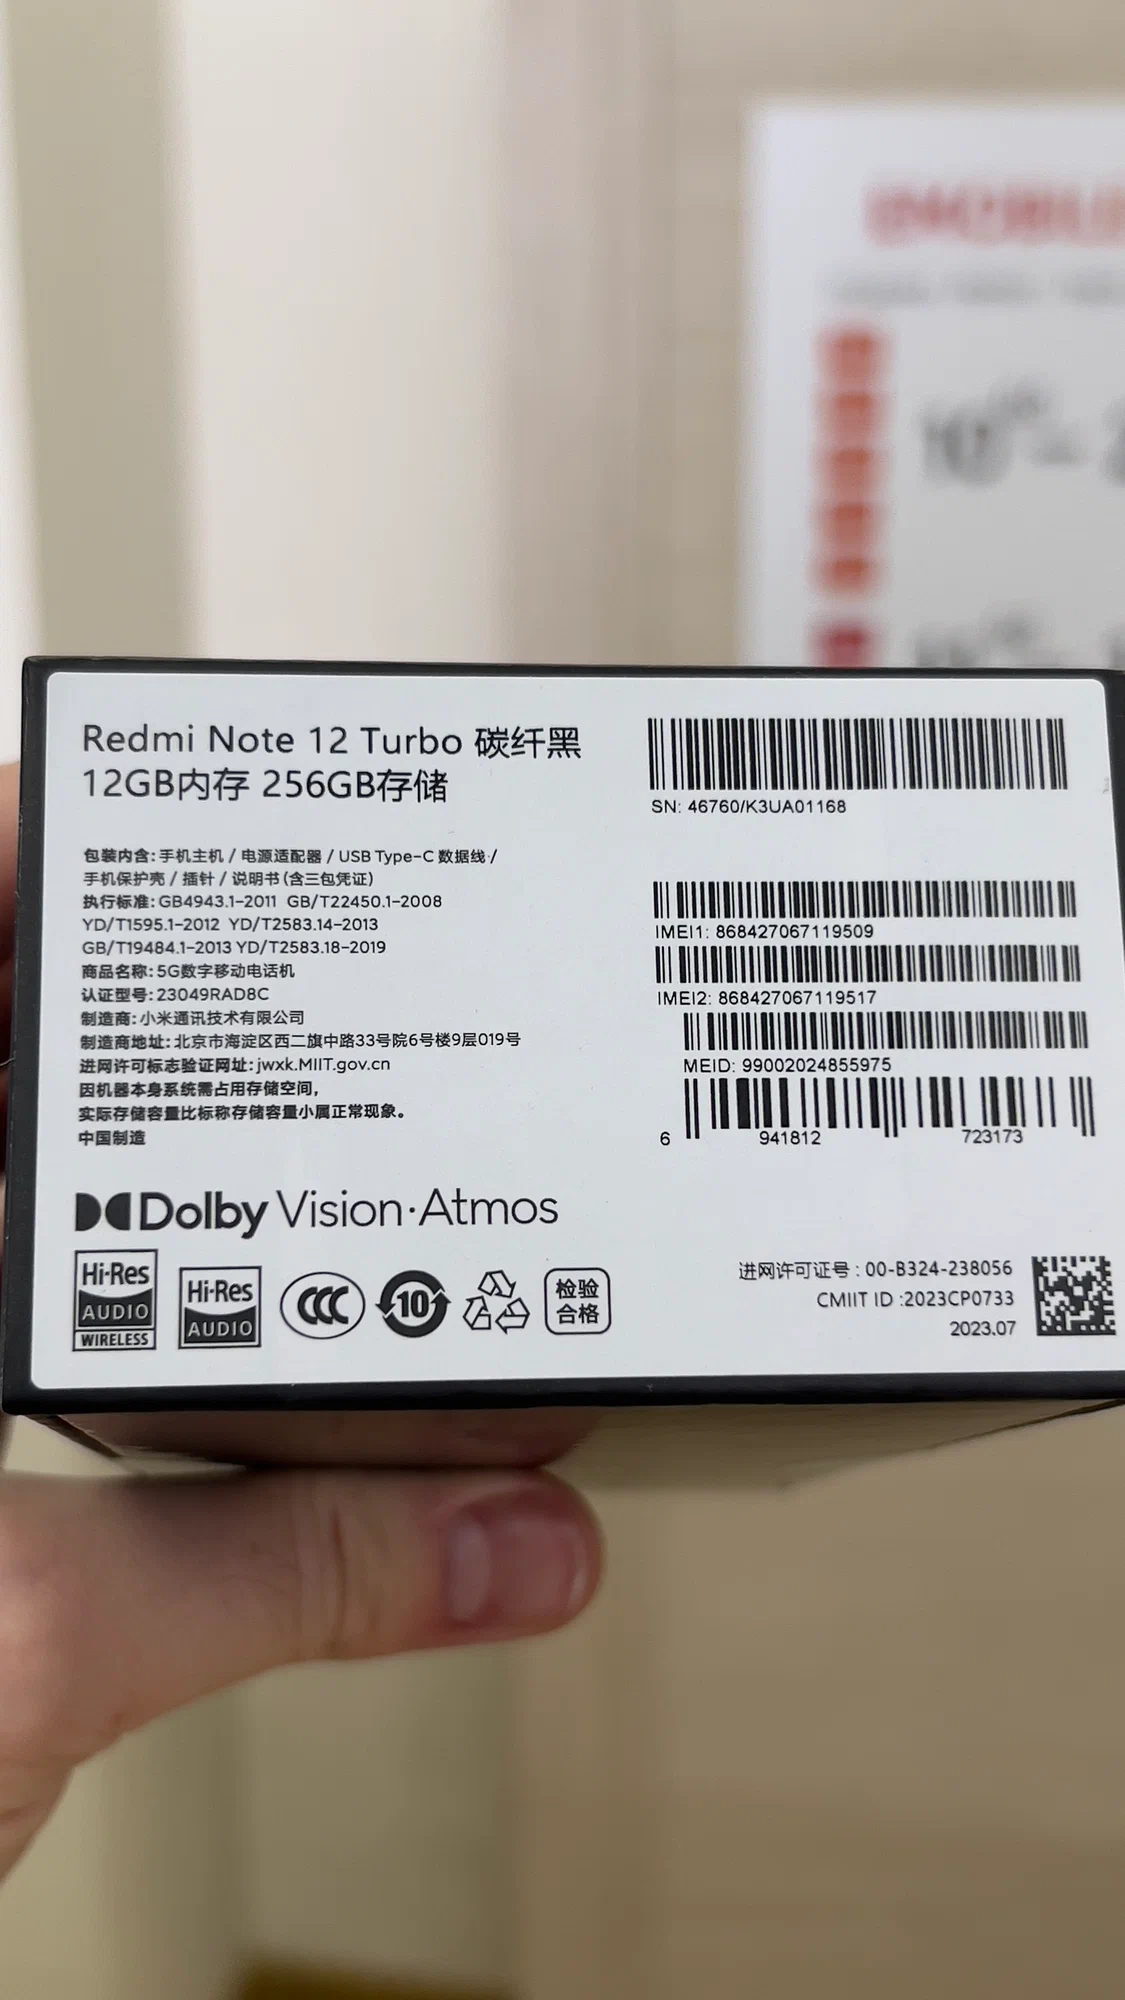 Redmi Note 12 Turbo 碳纤黑
12GB内存 256GB存储
包装内含: 手机主机 / 电源适配器 / USB Type-C 数据线 /
手机保护壳 / 插针 / 说明书 (含三包凭证)
执行标准: GB4943.1-2011 GB/T22450.1-2008
YD/T1595.1-2012 YD/T2583.14-2013
GB/T19484.1-2013 YD/T2583.18-2019
商品名称: 5G数字移动电话机
认证型号: 23049RAD8C
制造商: 小米通讯技术有限公司
制造商地址: 北京市海淀区西二旗中路33号院6号楼9层019号
进网许可标志验证网址: jwxk.MIIT.gov.cn
因机器本身系统需占用存储空间,
实际存储容量比标称存储容量小属正常现象。
中国制造
Dolby Vision·Atmos
Hi-Res
AUDIO
WIRELESS
Hi-Res
AUDIO
CCC
10
检验
合格
SN: 46760/K3UA01168
IMEI1: 868427067119509
IMEI2: 868427067119517
MEID: 99002024855975
6 941812 723173
进网许可证号 : 00-B324-238056
CMIIT ID :2023CP0733
2023.07